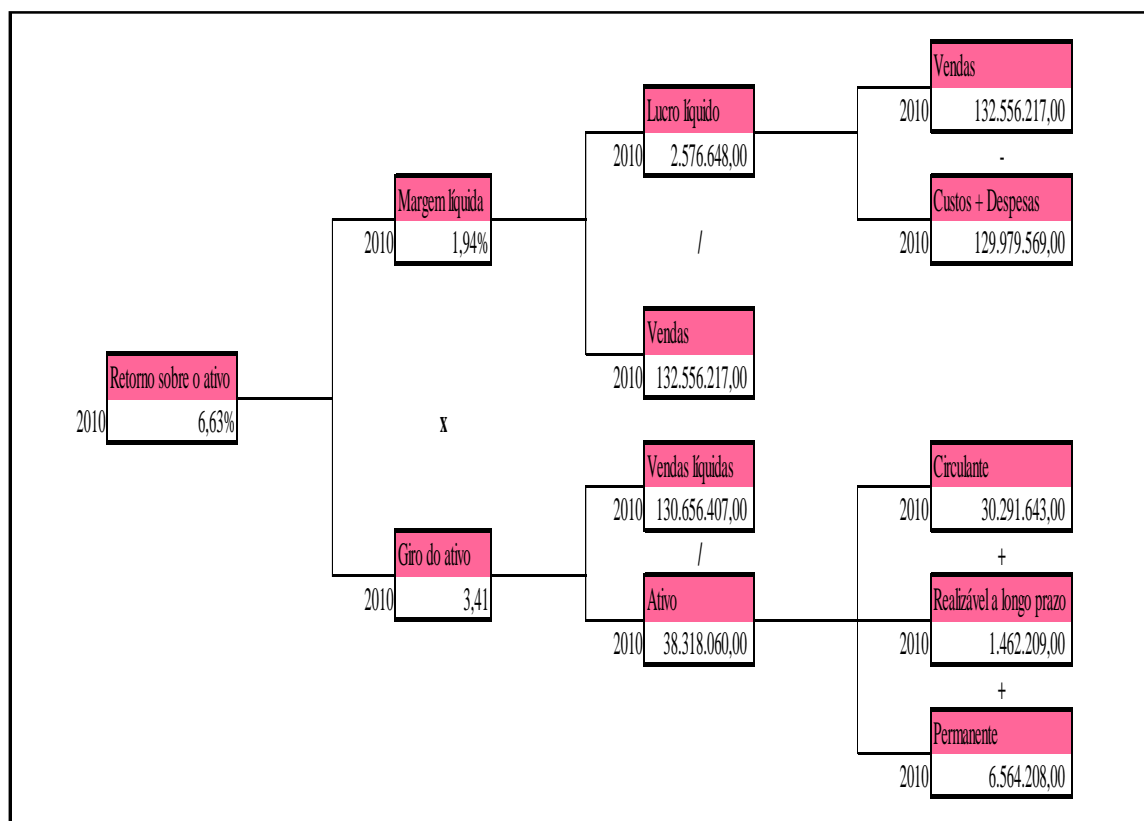 Vendas
2010 132.556.217,00
Lucro líquido
2010 2.576.648,00
-
Margem líquida
2010 1,94%
Custos + Despesas
2010 129.979.569,00
/
Vendas
2010 132.556.217,00
Retorno sobre o ativo
2010 6,63%
x
Vendas líquidas
2010 130.656.407,00
Circulante
2010 30.291.643,00
/
+
Giro do ativo
2010 3,41
Ativo
2010 38.318.060,00
Realizável a longo prazo
2010 1.462.209,00
+
Permanente
2010 6.564.208,00